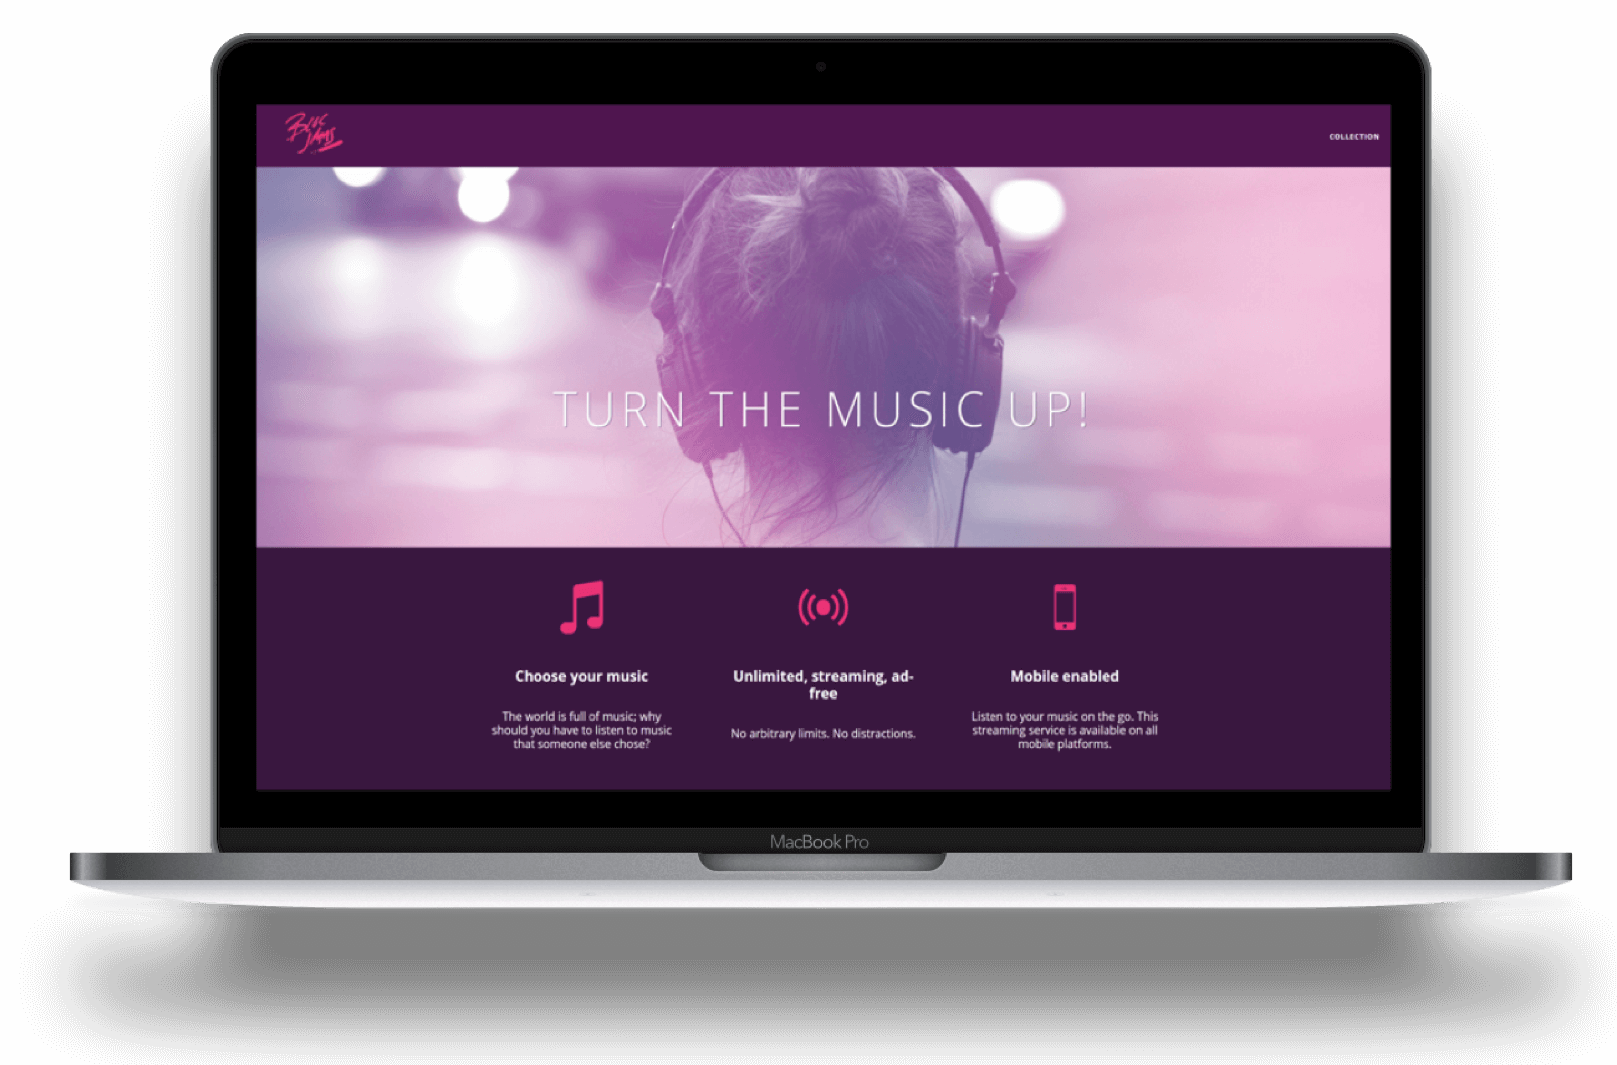 Bloc
Jams
COLLECTION
TURN THE MUSIC UP!
Choose your music
Unlimited, streaming, ad-
free
Mobile enabled
The world is full of music; why
should you have to listen to music
that someone else chose?
No arbitrary limits. No distractions.
Listen to your music on the go. This
streaming service is available on all
mobile platforms.
MacBook Pro